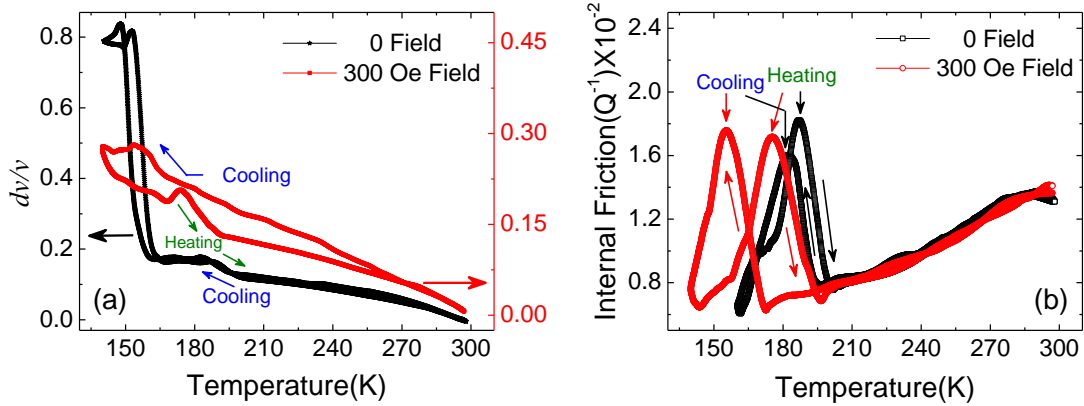 0.8
0.6
0.4
0.2
0.0
dv/v
0 Field
300 Oe Field
Cooling
Heating
Cooling
(a)
0.45
0.30
0.15
0.00
150 180 210 240 270 300
Temperature(K)
2.4
2.0
1.6
1.2
0.8
Internal Friction(Q⁻¹)X10⁻²
0 Field
300 Oe Field
Cooling Heating
(b)
150 180 210 240 270 300
Temperature(K)